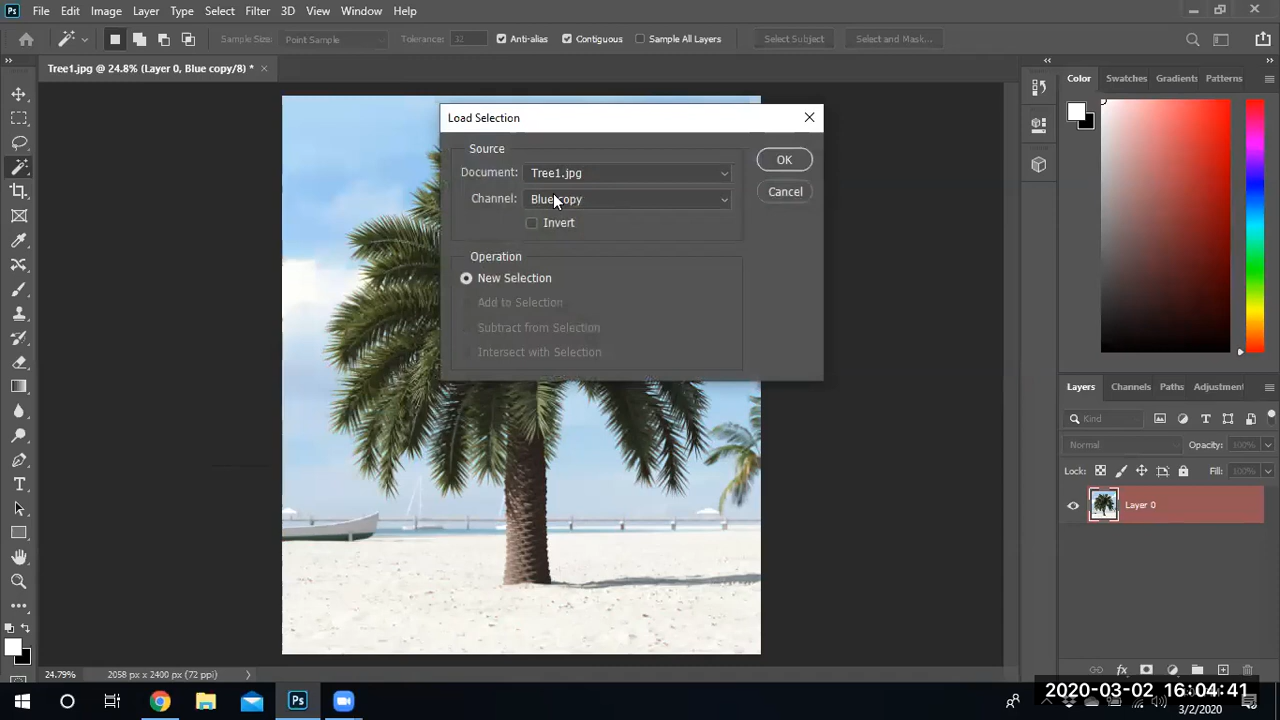 Ps File Edit Image Layer Type Select Filter 3D View Window Help
Sample Size: Point Sample Tolerance: 32 Anti-alias Contiguous Sample All Layers Select Subject Select and Mask...
Tree1.jpg @ 24.8% (Layer 0, Blue copy/8) *
Color Swatches Gradients Patterns
Load Selection
Source
Document: Tree1.jpg
OK
Channel: Blue copy
Cancel
Invert
Operation
New Selection
Add to Selection
Subtract from Selection
Intersect with Selection
Layers Channels Paths Adjustment
Kind
Normal Opacity: 100%
Lock: Fill: 100%
Layer 0
24.79% 2058 px x 2400 px (72 ppi)
Ps
2020-03-02 16:04:41
3/2/2020